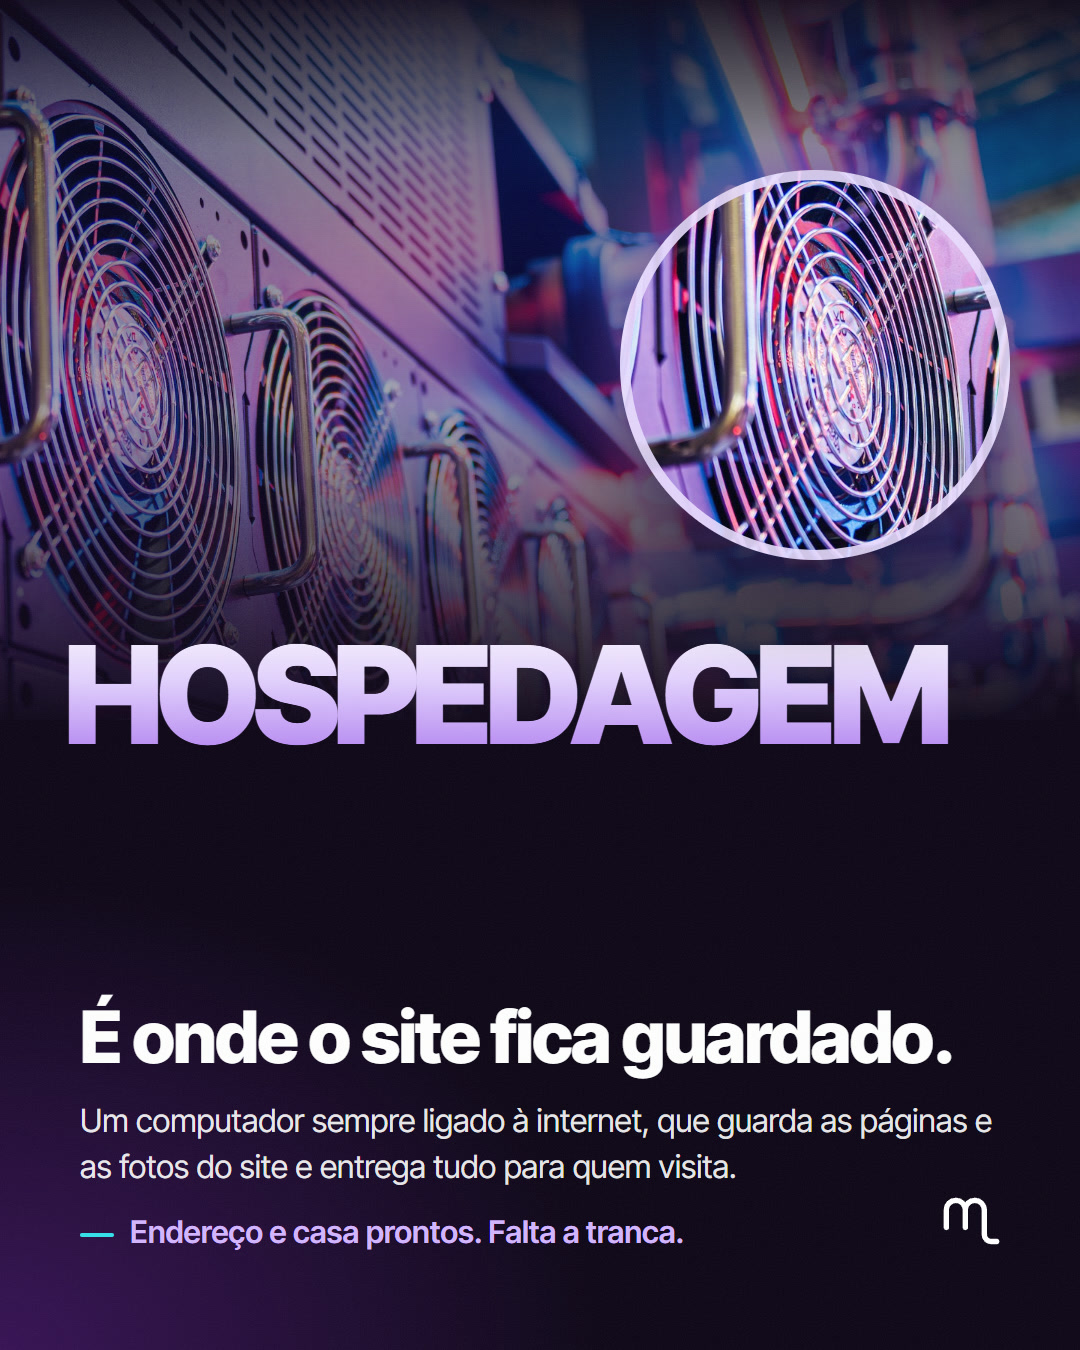 HOSPEDAGEM
É onde o site fica guardado.
Um computador sempre ligado à internet, que guarda as páginas e
as fotos do site e entrega tudo para quem visita.
Endereço e casa prontos. Falta a tranca.